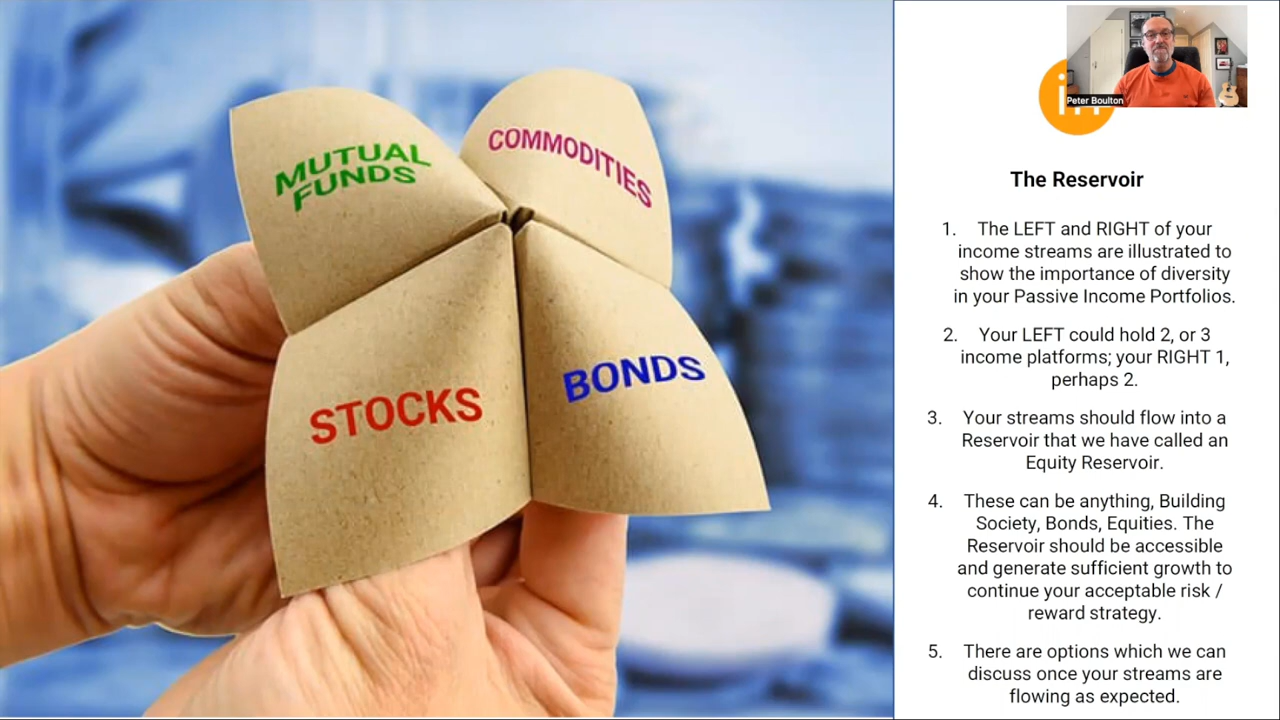 MUTUAL
FUNDS
COMMODITIES
STOCKS
BONDS
Peter Boulton
The Reservoir
1. The LEFT and RIGHT of your
income streams are illustrated to
show the importance of diversity
in your Passive Income Portfolios.
2. Your LEFT could hold 2, or 3
income platforms; your RIGHT 1,
perhaps 2.
3. Your streams should flow into a
Reservoir that we have called an
Equity Reservoir.
4. These can be anything, Building
Society, Bonds, Equities. The
Reservoir should be accessible
and generate sufficient growth to
continue your acceptable risk /
reward strategy.
5. There are options which we can
discuss once your streams are
flowing as expected.